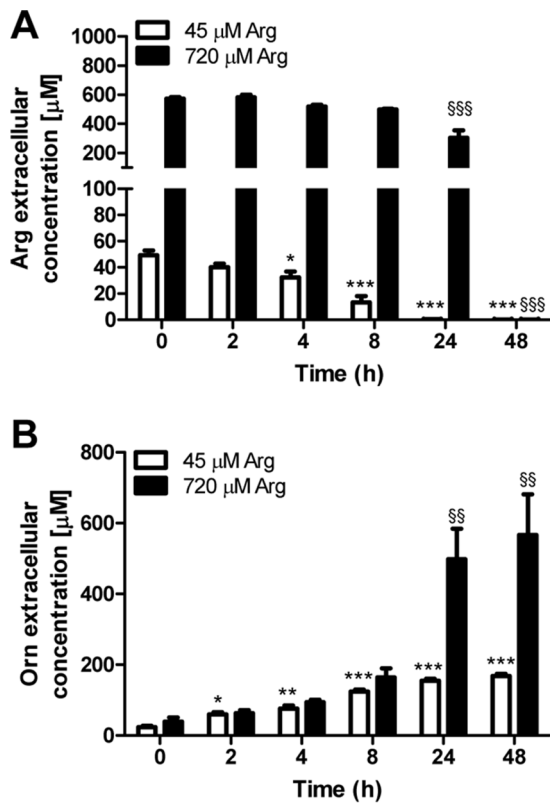 A
45 μM Arg
720 μM Arg
Arg extracellular
concentration [μM]
1000
800
600
400
200
100
80
60
40
20
0
*
***
***
§§§
***
§§§
0 2 4 8 24 48
Time (h)
B
45 μM Arg
720 μM Arg
Orn extracellular
concentration [μM]
800
600
400
200
0
*
**
***
***
§§
***
§§
0 2 4 8 24 48
Time (h)